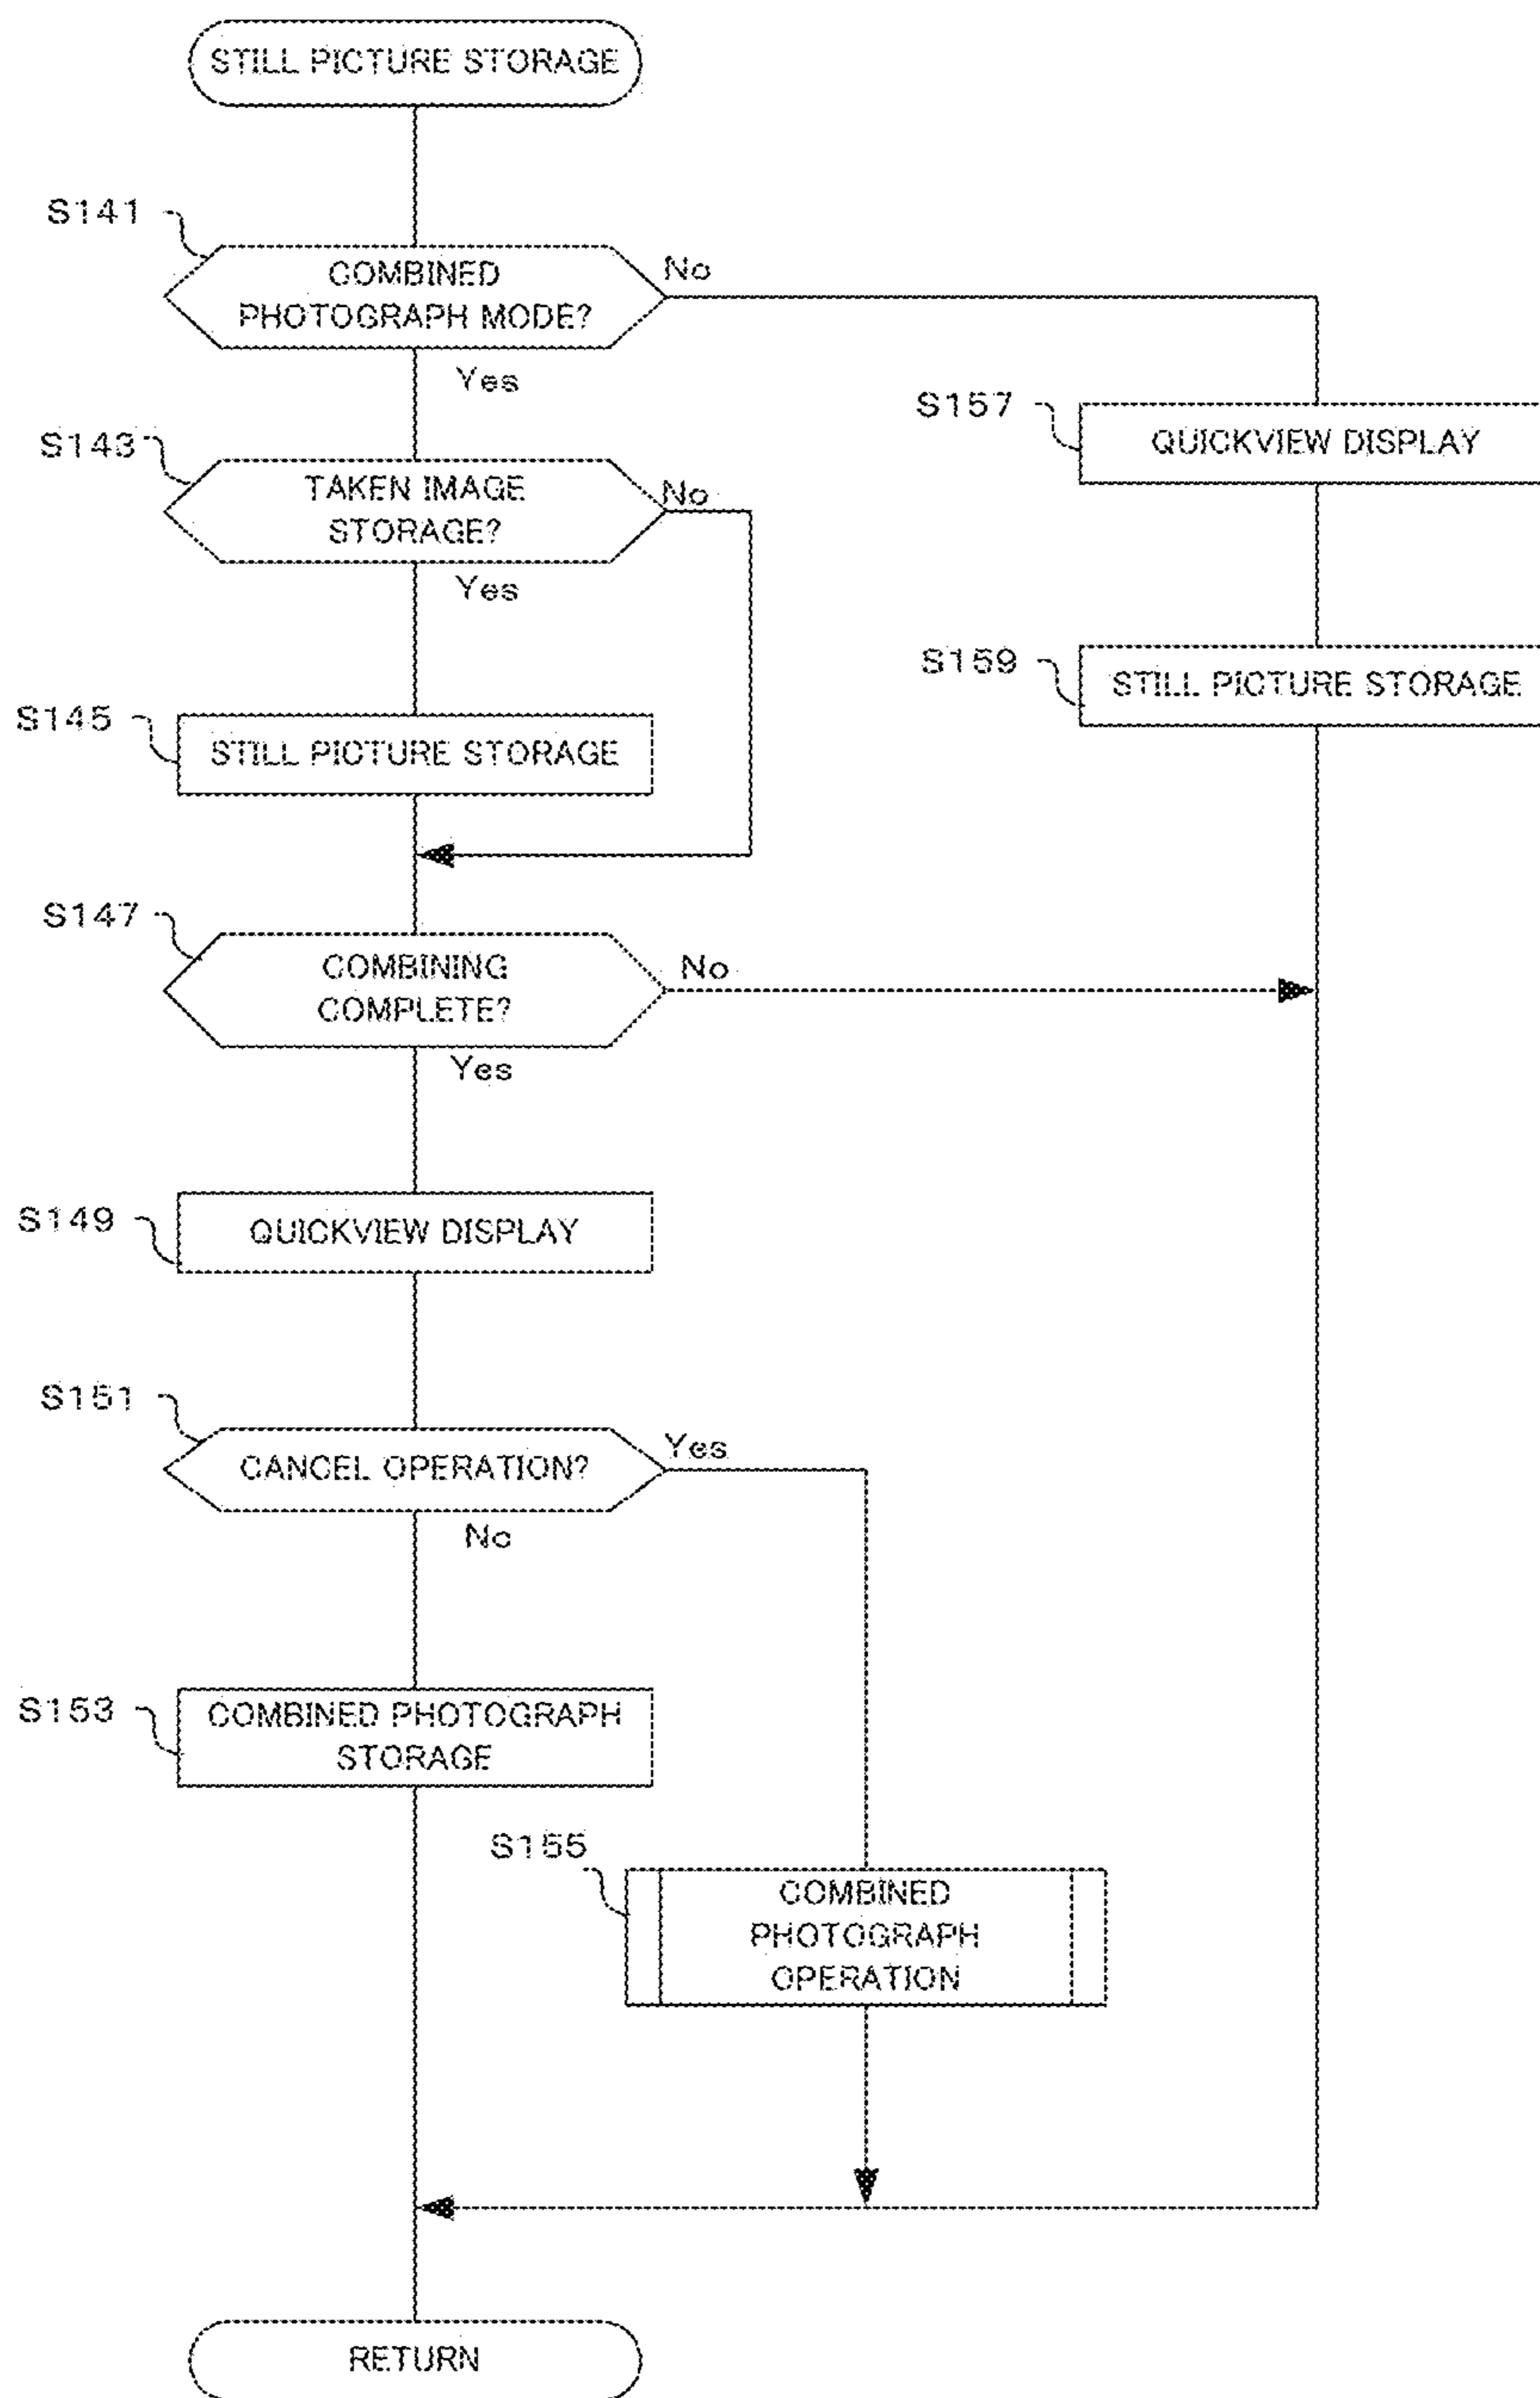 STILL PICTURE STORAGE
S141
COMBINED
PHOTOGRAPH MODE?
No
Yes
S157
QUICKVIEW DISPLAY
S143
TAKEN IMAGE
STORAGE?
No
Yes
S159
STILL PICTURE STORAGE
S145
STILL PICTURE STORAGE
S147
COMBINING
COMPLETE?
No
Yes
S149
QUICKVIEW DISPLAY
S151
CANCEL OPERATION?
Yes
No
S153
COMBINED PHOTOGRAPH
STORAGE
S155
COMBINED
PHOTOGRAPH
OPERATION
RETURN